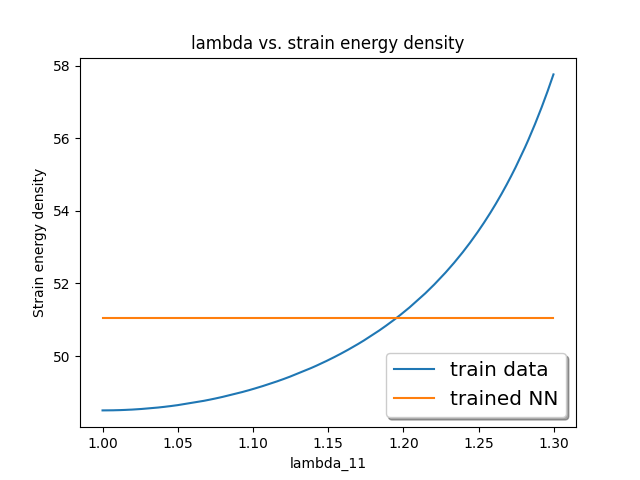 lambda vs. strain energy density
58
56
54
52
50
Strain energy density
train data
trained NN
1.00 1.05 1.10 1.15 1.20 1.25 1.30
lambda_11